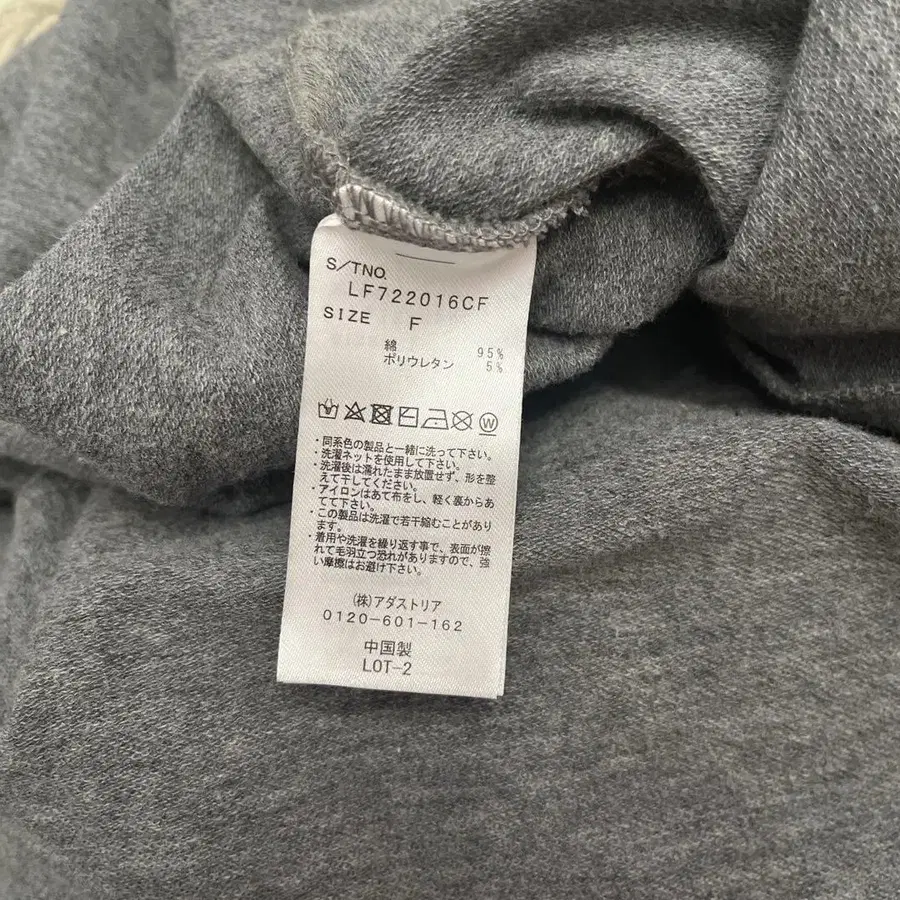 S/TNO.
LF722016CF
SIZE F
綿 95%
ポリウレタン 5%
W
・同系色の製品と一緒に洗って下さい。
・洗濯ネットを使用して下さい。
・洗濯後は濡れたまま放置せず、形を整
えて干してください。
・アイロンはあて布をし、軽く裏からあ
てて下さい。
・この製品は洗濯で若干縮むことがあり
ます。
・着用や洗濯を繰り返す事で、表面が擦
れて毛羽立つ恐れがありますので、強
い摩擦はお避け下さい。
(株)アダストリア
0120-601-162
中国製
LOT-2